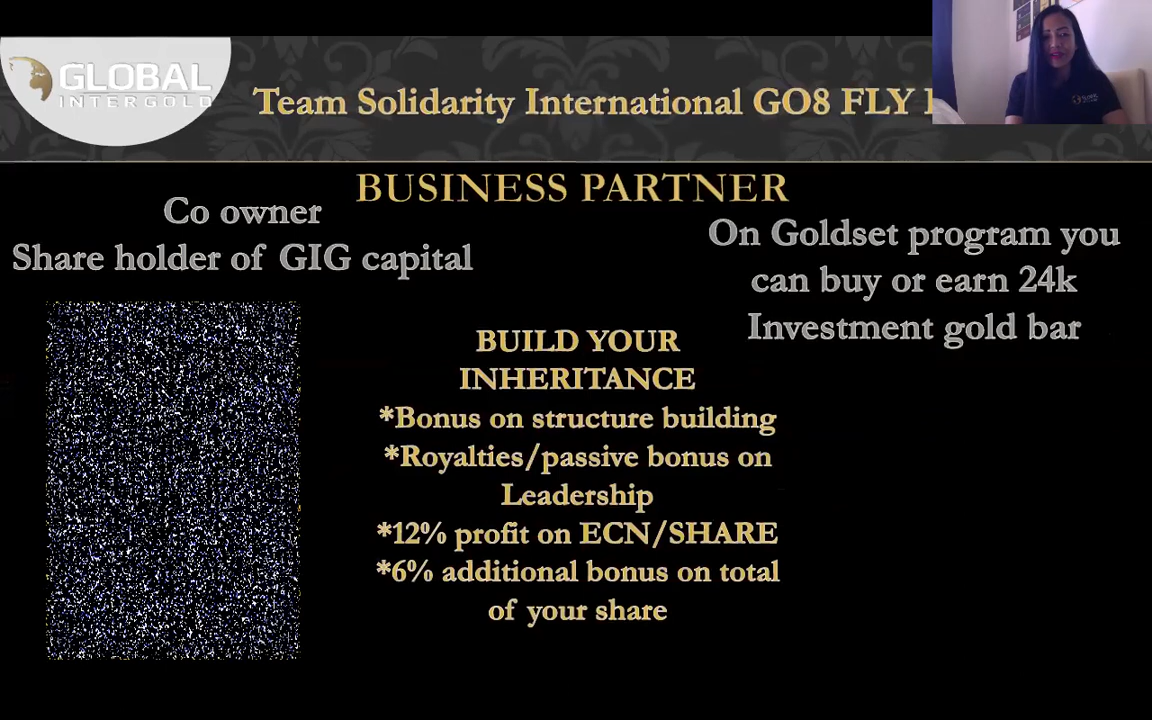 GLOBAL
INTERGOLD
Team Solidarity International GO8 FLY
BUSINESS PARTNER
Co owner
Share holder of GIG capital
On Goldset program you
can buy or earn 24k
Investment gold bar
BUILD YOUR
INHERITANCE
*Bonus on structure building
*Royalties/passive bonus on
Leadership
*12% profit on ECN/SHARE
*6% additional bonus on total
of your share
GLOBAL